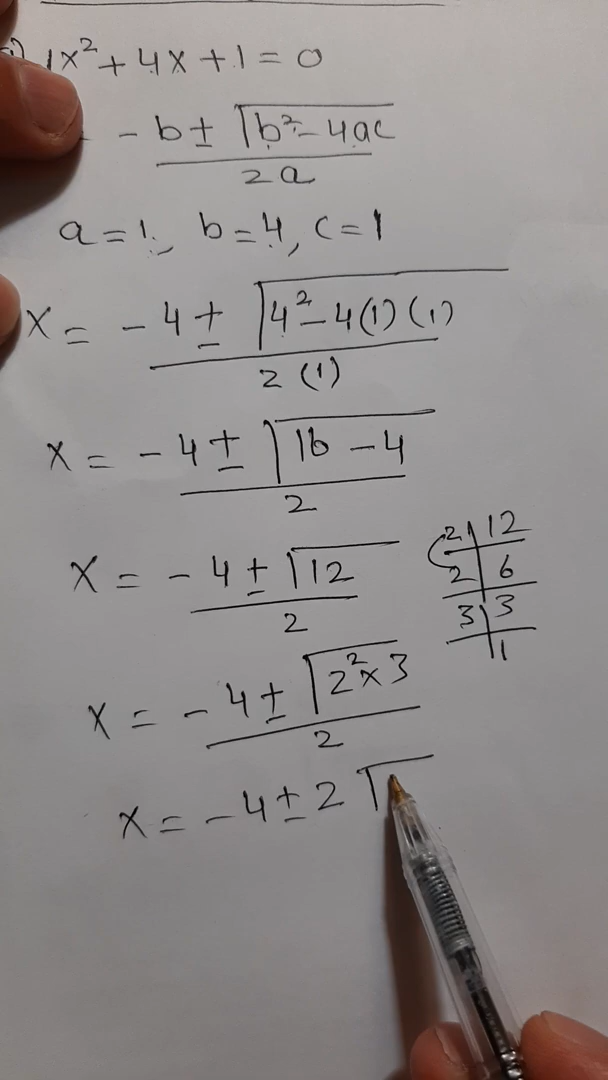 1x² + 4x + 1 = 0
- b ± √b² - 4ac
2a
a = 1, b = 4, c = 1
x = - 4 ± √4² - 4(1)(1)
2 (1)
x = - 4 ± √16 - 4
2
x = - 4 ± √12
2
2 | 12
2 | 6
3 | 3
| 1
x = - 4 ± √2² x 3
2
x = - 4 ± 2 √